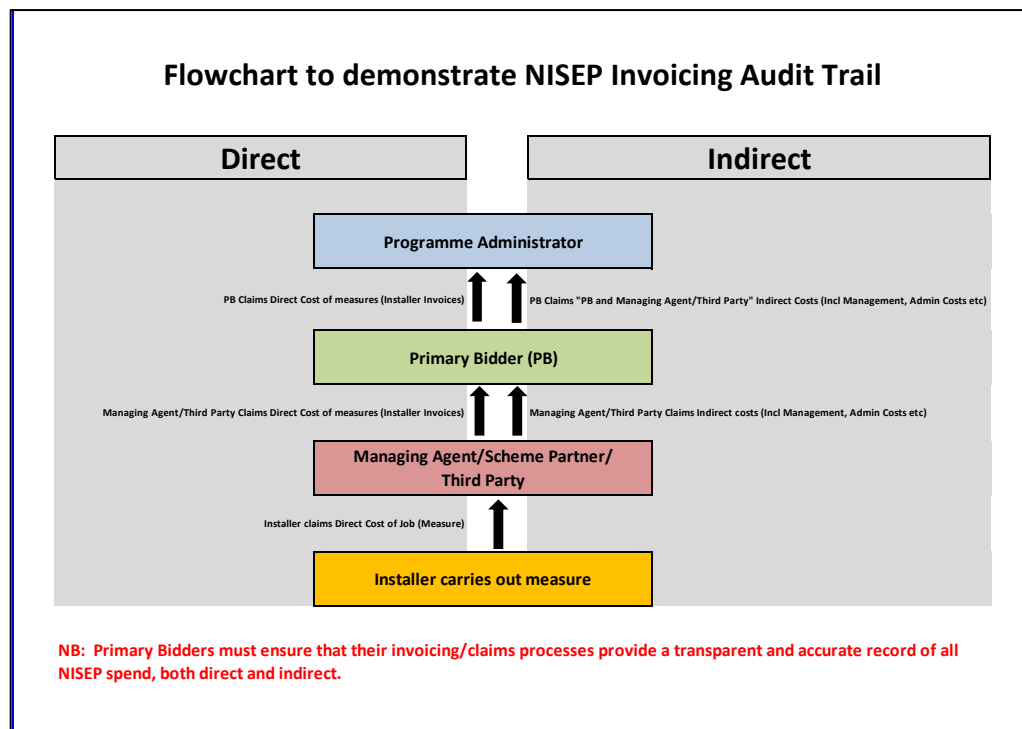 Flowchart to demonstrate NISEP Invoicing Audit Trail
Direct
Indirect
Programme Administrator
PB Claims Direct Cost of measures (Installer Invoices)
PB Claims "PB and Managing Agent/Third Party" Indirect Costs (Incl Management, Admin Costs etc)
Primary Bidder (PB)
Managing Agent/Third Party Claims Direct Cost of measures (Installer Invoices)
Managing Agent/Third Party Claims Indirect costs (Incl Management, Admin Costs etc)
Managing Agent/Scheme Partner/
Third Party
Installer claims Direct Cost of Job (Measure)
Installer carries out measure
NB:  Primary Bidders must ensure that their invoicing/claims processes provide a transparent and accurate record of all
NISEP spend, both direct and indirect.